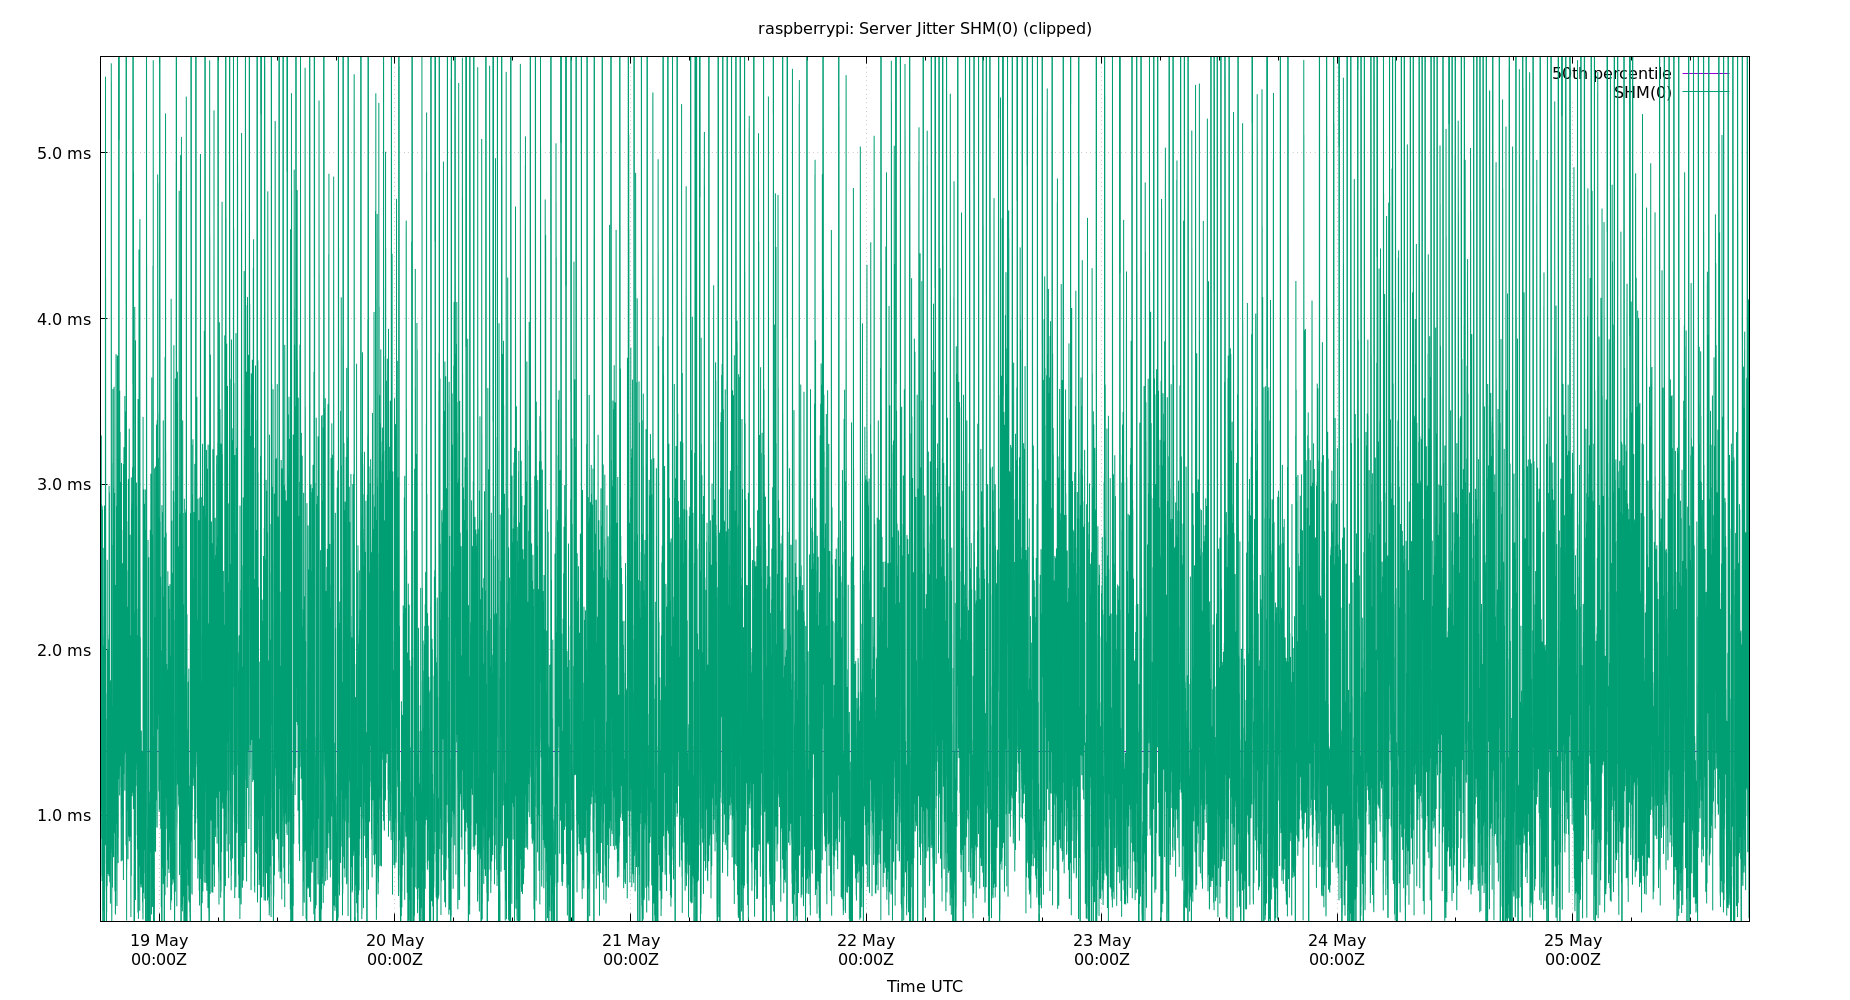 raspberrypi: Server Jitter SHM(0) (clipped)
50th percentile
SHM(0)
5.0 ms
4.0 ms
3.0 ms
2.0 ms
1.0 ms
19 May 20 May 21 May 22 May 23 May 24 May 25 May
00:00Z 00:00Z 00:00Z 00:00Z 00:00Z 00:00Z 00:00Z
Time UTC